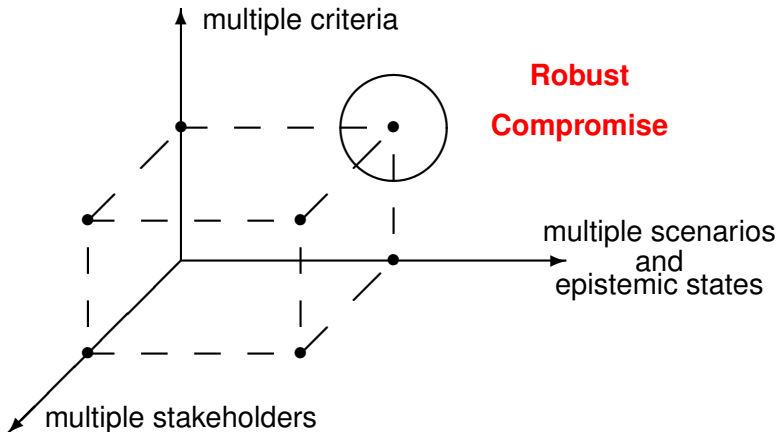 multiple criteria
Robust
Compromise
multiple scenarios
and
epistemic states
multiple stakeholders